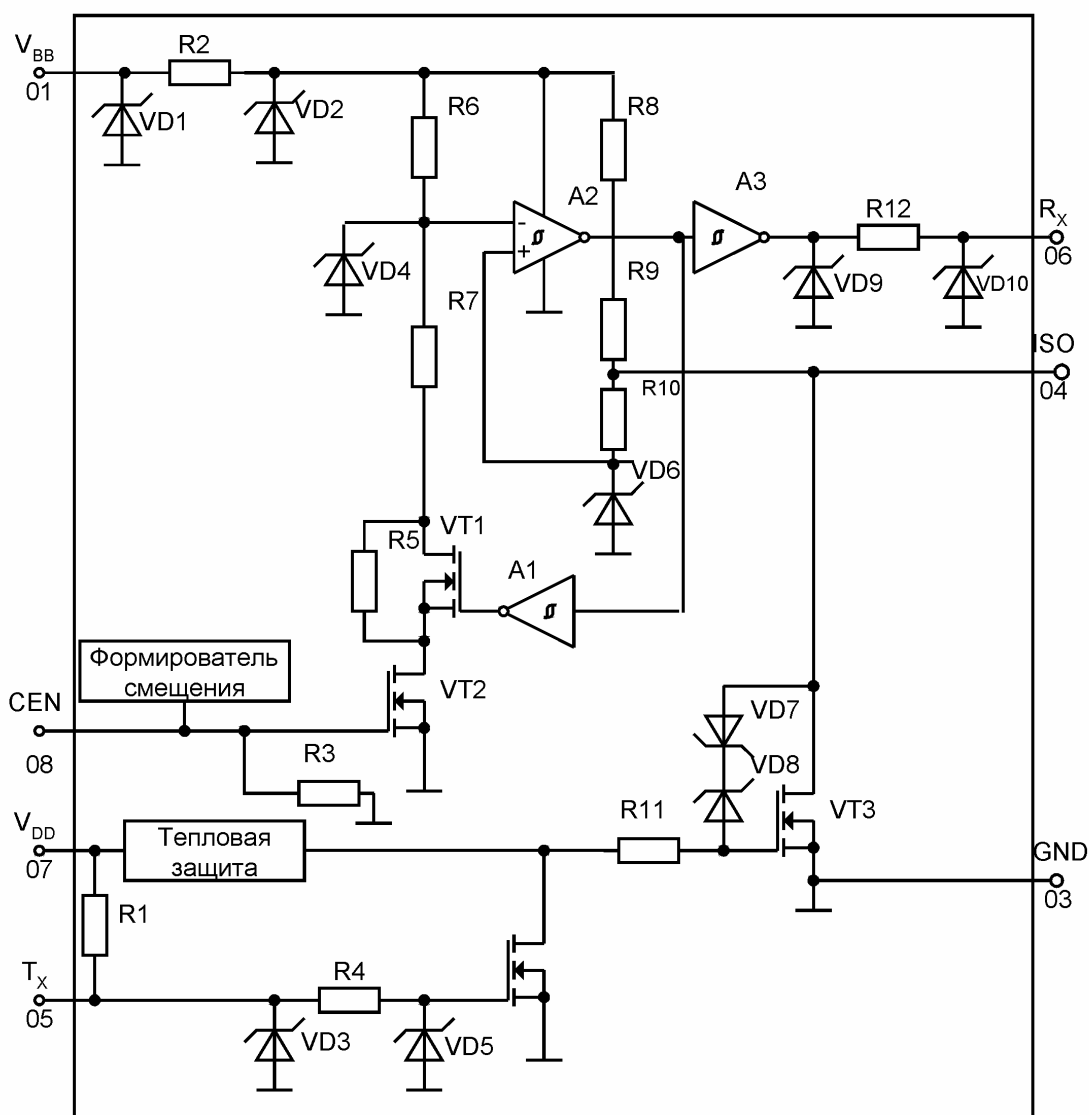 V_BB
01
R2
VD1
VD2
R6
R8
A2
A3
R12
R_X
06
-
+
VD4
R7
R9
VD9
VD10
ISO
04
R10
VD6
R5
VT1
A1
Формирователь
смещения
VT2
CEN
08
R3
VD7
VD8
R11
VT3
V_DD
07
Тепловая
защита
GND
03
R1
T_X
05
R4
VD3
VD5